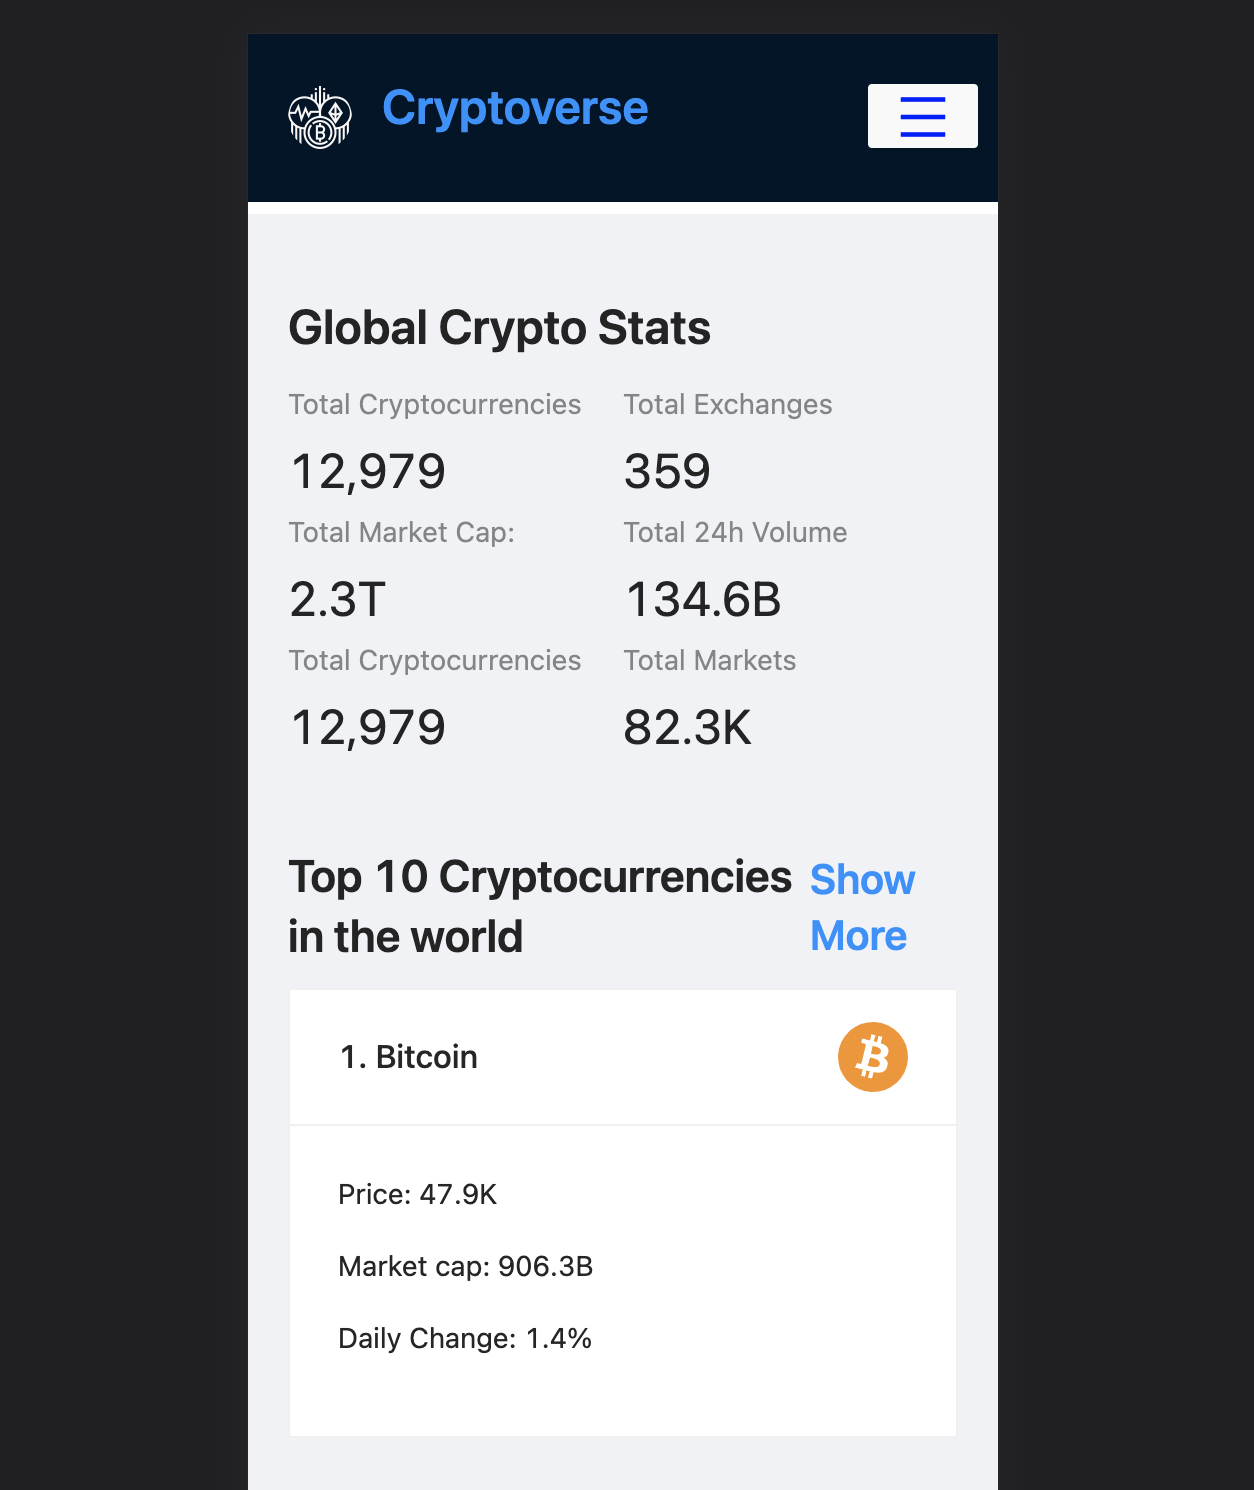 Cryptoverse
Global Crypto Stats
Total Cryptocurrencies
12,979
Total Exchanges
359
Total Market Cap:
2.3T
Total 24h Volume
134.6B
Total Cryptocurrencies
12,979
Total Markets
82.3K
Top 10 Cryptocurrencies
in the world
Show
More
1. Bitcoin
Price: 47.9K
Market cap: 906.3B
Daily Change: 1.4%